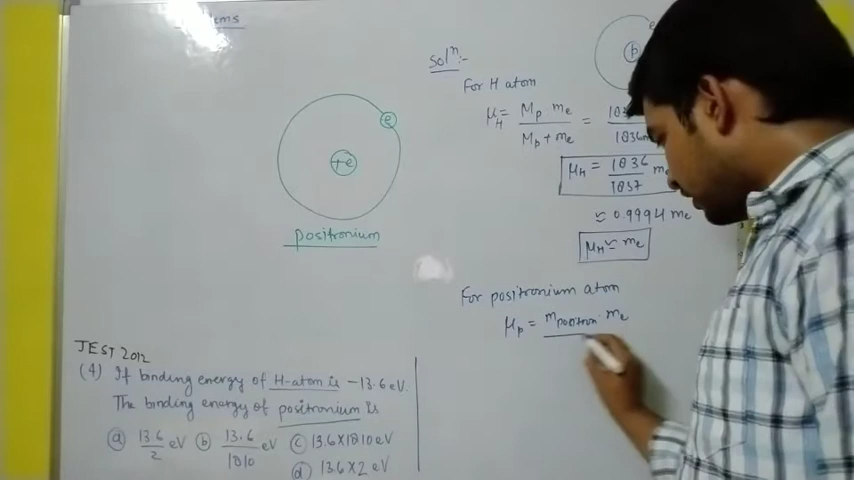 e
+e
positronium
JEST 2012
(4) If binding energy of H-atom is -13.6 eV.
The binding energy of positronium is
(a) 13.6/2 eV (b) 13.6/1810 eV (c) 13.6×1810 eV
(d) 13.6×2 eV
Solⁿ:-
For H atom
μH = Mp me / Mp + me =
μH = 1836/1837 me
≈ 0.9994 me
μH ≈ me
For positronium atom
μp = mpositron · me